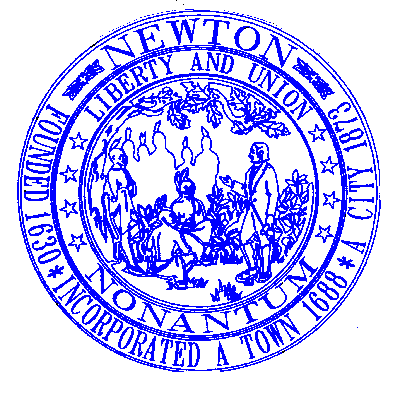 NEWTON
LIBERTY AND UNION
FOUNDED 1630 * INCORPORATED A TOWN 1688 * A CITY 1873
NONANTUM